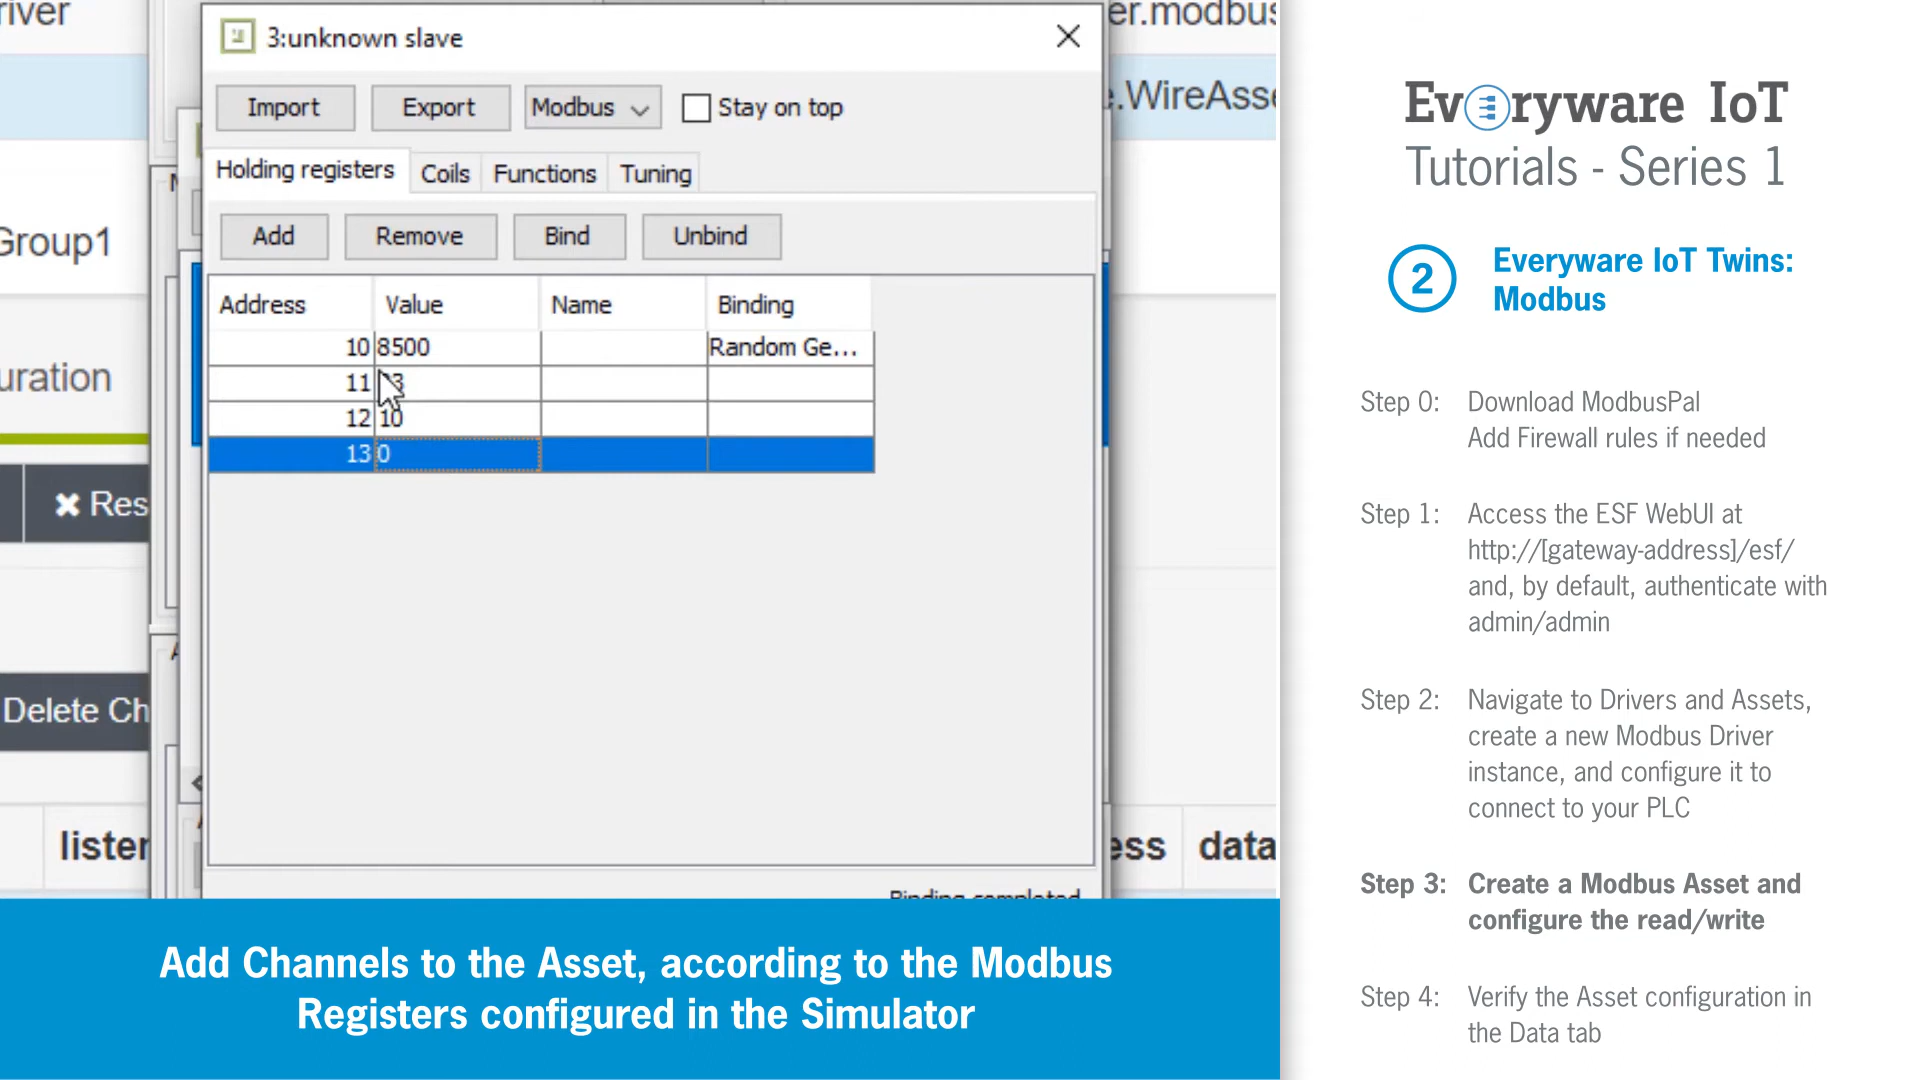 3:unknown slave
Import
Export
Modbus
Stay on top
Holding registers
Coils
Functions
Tuning
Add
Remove
Bind
Unbind
Address
Value
Name
Binding
10
8500
Random Ge...
11
12
10
13
0
.WireAsse
Group1
uration
Res
Delete Ch
lister
ess
data
Add Channels to the Asset, according to the Modbus
Registers configured in the Simulator
Everyware IoT
Tutorials - Series 1
2
Everyware IoT Twins:
Modbus
Step 0: Download ModbusPal
Add Firewall rules if needed
Step 1: Access the ESF WebUI at
http://[gateway-address]/esf/
and, by default, authenticate with
admin/admin
Step 2: Navigate to Drivers and Assets,
create a new Modbus Driver
instance, and configure it to
connect to your PLC
Step 3: Create a Modbus Asset and
configure the read/write
Step 4: Verify the Asset configuration in
the Data tab